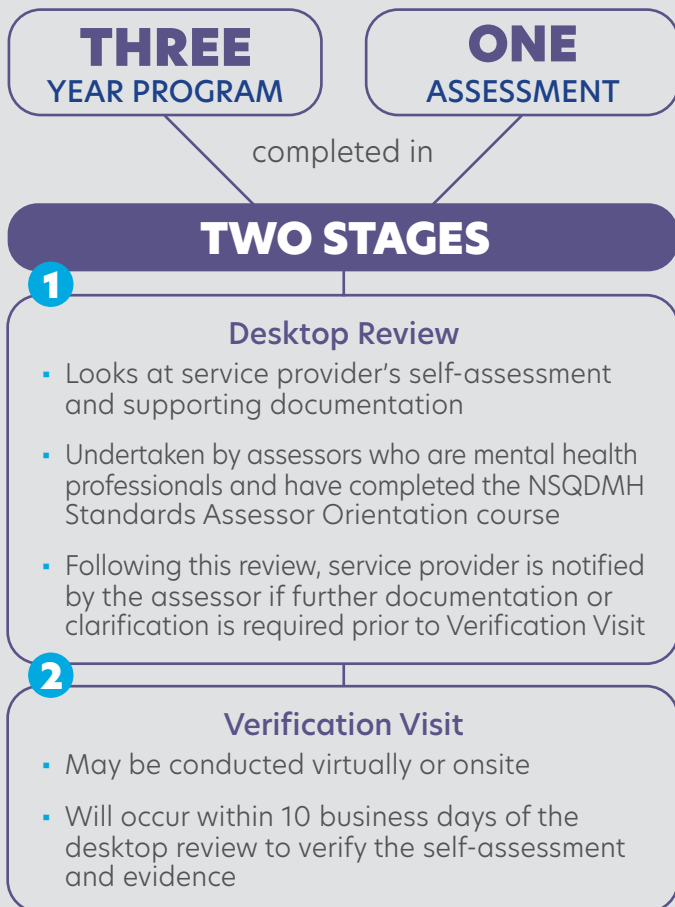 THREE
YEAR PROGRAM
ONE
ASSESSMENT
completed in
TWO STAGES
1
Desktop Review
▪ Looks at service provider’s self-assessment
and supporting documentation
▪ Undertaken by assessors who are mental health
professionals and have completed the NSQDMH
Standards Assessor Orientation course
▪ Following this review, service provider is notified
by the assessor if further documentation or
clarification is required prior to Verification Visit
2
Verification Visit
▪ May be conducted virtually or onsite
▪ Will occur within 10 business days of the
desktop review to verify the self-assessment
and evidence